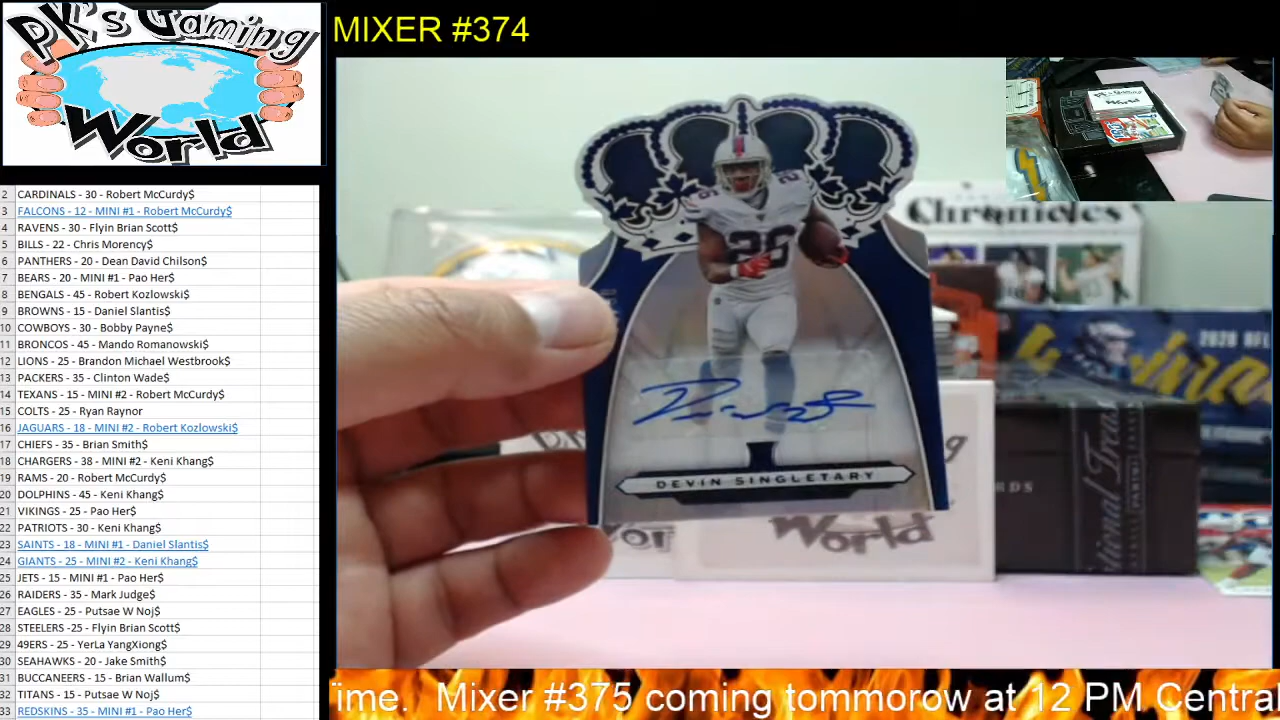 PK's Gaming
World
MIXER #374
2 CARDINALS - 30 - Robert McCurdy$
3 FALCONS - 12 - MINI #1 - Robert McCurdy$
4 RAVENS - 30 - Flyin Brian Scott$
5 BILLS - 22 - Chris Morency$
6 PANTHERS - 20 - Dean David Chilson$
7 BEARS - 20 - MINI #1 - Pao Her$
8 BENGALS - 45 - Robert Kozlowski$
9 BROWNS - 15 - Daniel Slantis$
10 COWBOYS - 30 - Bobby Payne$
11 BRONCOS - 45 - Mando Romanowski$
12 LIONS - 25 - Brandon Michael Westbrook$
13 PACKERS - 35 - Clinton Wade$
14 TEXANS - 15 - MINI #2 - Robert McCurdy$
15 COLTS - 25 - Ryan Raynor
16 JAGUARS - 18 - MINI #2 - Robert Kozlowski$
17 CHIEFS - 35 - Brian Smith$
18 CHARGERS - 38 - MINI #2 - Keni Khang$
19 RAMS - 20 - Robert McCurdy$
20 DOLPHINS - 45 - Keni Khang$
21 VIKINGS - 25 - Pao Her$
22 PATRIOTS - 30 - Keni Khang$
23 SAINTS - 18 - MINI #1 - Daniel Slantis$
24 GIANTS - 25 - MINI #2 - Keni Khang$
25 JETS - 15 - MINI #1 - Pao Her$
26 RAIDERS - 35 - Mark Judge$
27 EAGLES - 25 - Putsae W Noj$
28 STEELERS -25 - Flyin Brian Scott$
29 49ERS - 25 - YerLa YangXiong$
30 SEAHAWKS - 20 - Jake Smith$
31 BUCCANEERS - 15 - Brian Wallum$
32 TITANS - 15 - Putsae W Noj$
33 REDSKINS - 35 - MINI #1 - Pao Her$
26
DEVIN SINGLETARY
Chronicles
2020 NFL
World
ime. Mixer #375 coming tommorow at 12 PM Central